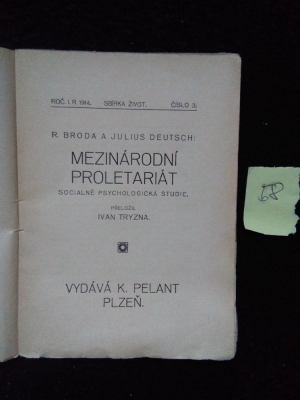 ROČ. I. R. 1914. SBÍRKA ŽIVOT. ČÍSLO 3.
R. BRODA A JULIUS DEUTSCH:
MEZINÁRODNÍ
PROLETARIÁT
SOCIALNĚ PSYCHOLOGICKÁ STUDIE.
PŘELOŽIL
IVAN TRYZNA.
VYDÁVÁ K. PELANT
PLZEŇ.